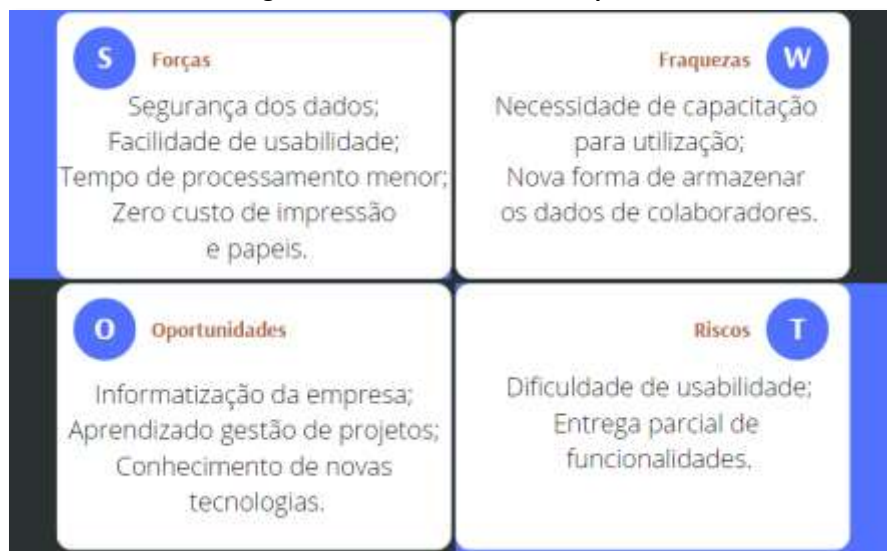 S
Forças
Segurança dos dados;
Facilidade de usabilidade;
Tempo de processamento menor;
Zero custo de impressão
e papeis.
Fraquezas
W
Necessidade de capacitação
para utilização;
Nova forma de armazenar
os dados de colaboradores.
O
Oportunidades
Informatização da empresa;
Aprendizado gestão de projetos;
Conhecimento de novas
tecnologias.
Riscos
T
Dificuldade de usabilidade;
Entrega parcial de
funcionalidades.